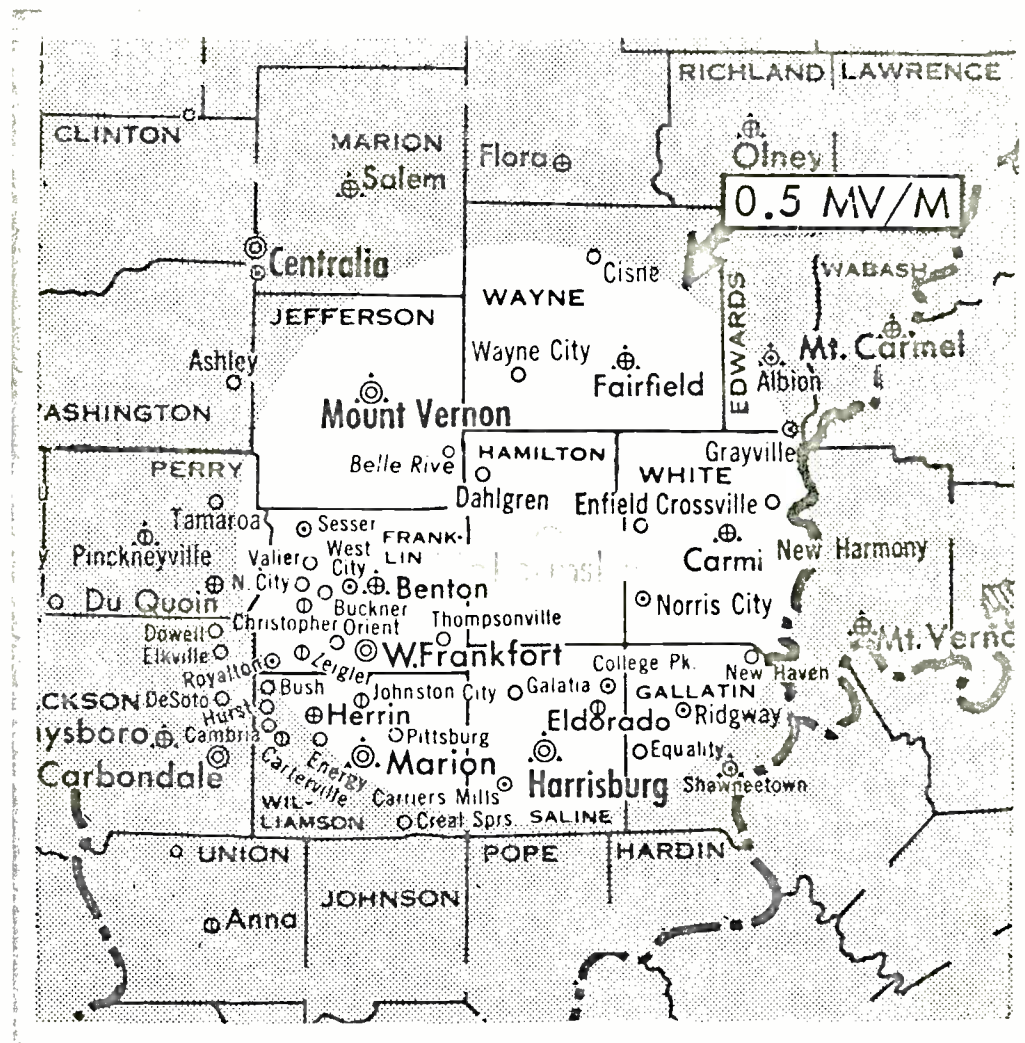 RICHLAND
LAWRENCE
CLINTON
MARION
Flora
Olney
Salem
0.5 MV/M
Centralia
Cisne
WABASH
WAYNE
JEFFERSON
EDWARDS
Ashley
Wayne City
Mt. Carmel
Fairfield
Albion
ASHINGTON
Mount Vernon
Grayville
Belle Rive
HAMILTON
PERRY
WHITE
Dahlgren
Enfield
Crossville
Tamaroa
Sesser
FRANK-
LIN
Pinckneyville
Valier
West
City
Carmi
New Harmony
N. City
Benton
Du Quoin
Buckner
Norris City
Christopher
Orient
Thompsonville
Dowell
Elkville
Mt. Verno
Zeigler
W. Frankfort
College Pk.
New Haven
Royalton
Bush
Johnston City
Galatia
GALLATIN
CKSON
DeSoto
Hurst
Herrin
Eldorado
Ridgway
ysboro
Cambria
Pittsburg
Equality
Carbondale
Carterville
Energy
Marion
Harrisburg
Shawneetown
WIL-
LIAMSON
Carriers Mills
Creal Sprs.
SALINE
UNION
POPE
HARDIN
JOHNSON
Anna